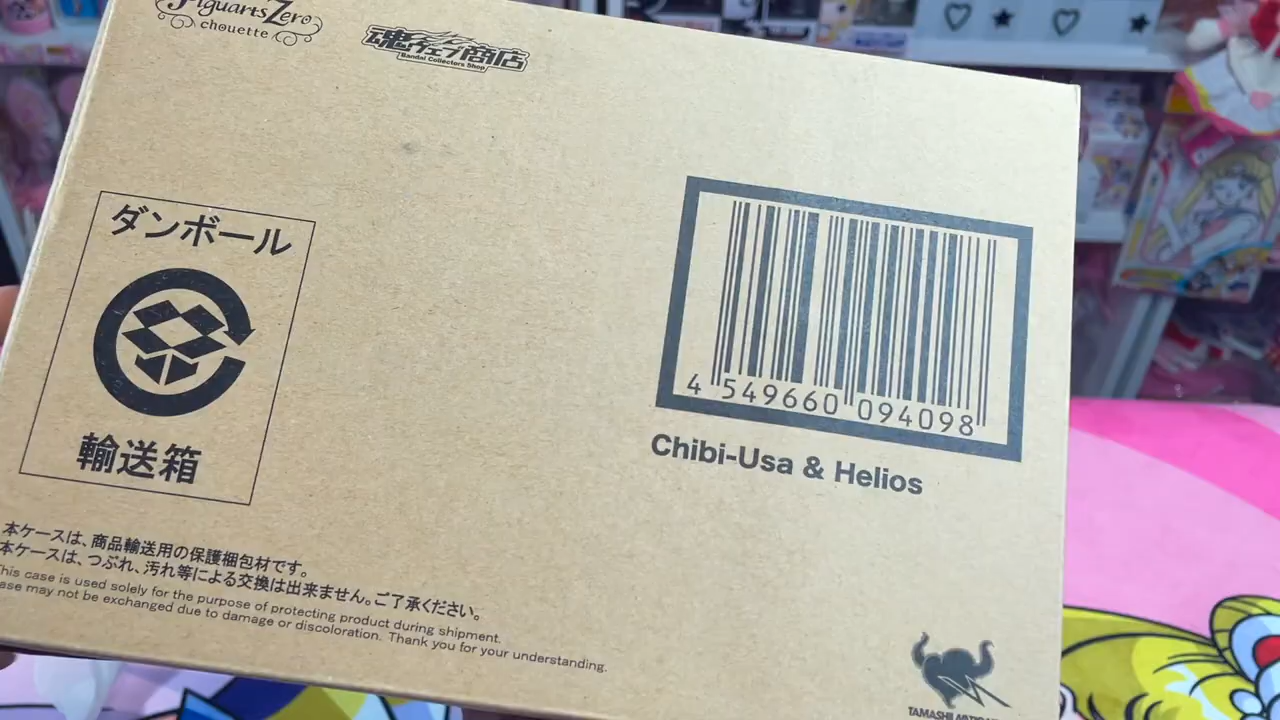 FiguartsZero
chouette
魂ウェブ商店
Bandai Collectors Shop
ダンボール
輸送箱
4 549660 094098
Chibi-Usa & Helios
本ケースは、商品輸送用の保護梱包材です。
本ケースは、つぶれ、汚れ等による交換は出来ません。ご了承ください。
This case is used solely for the purpose of protecting product during shipment.
case may not be exchanged due to damage or discoloration. Thank you for your understanding.
TAMASHII NATIONS